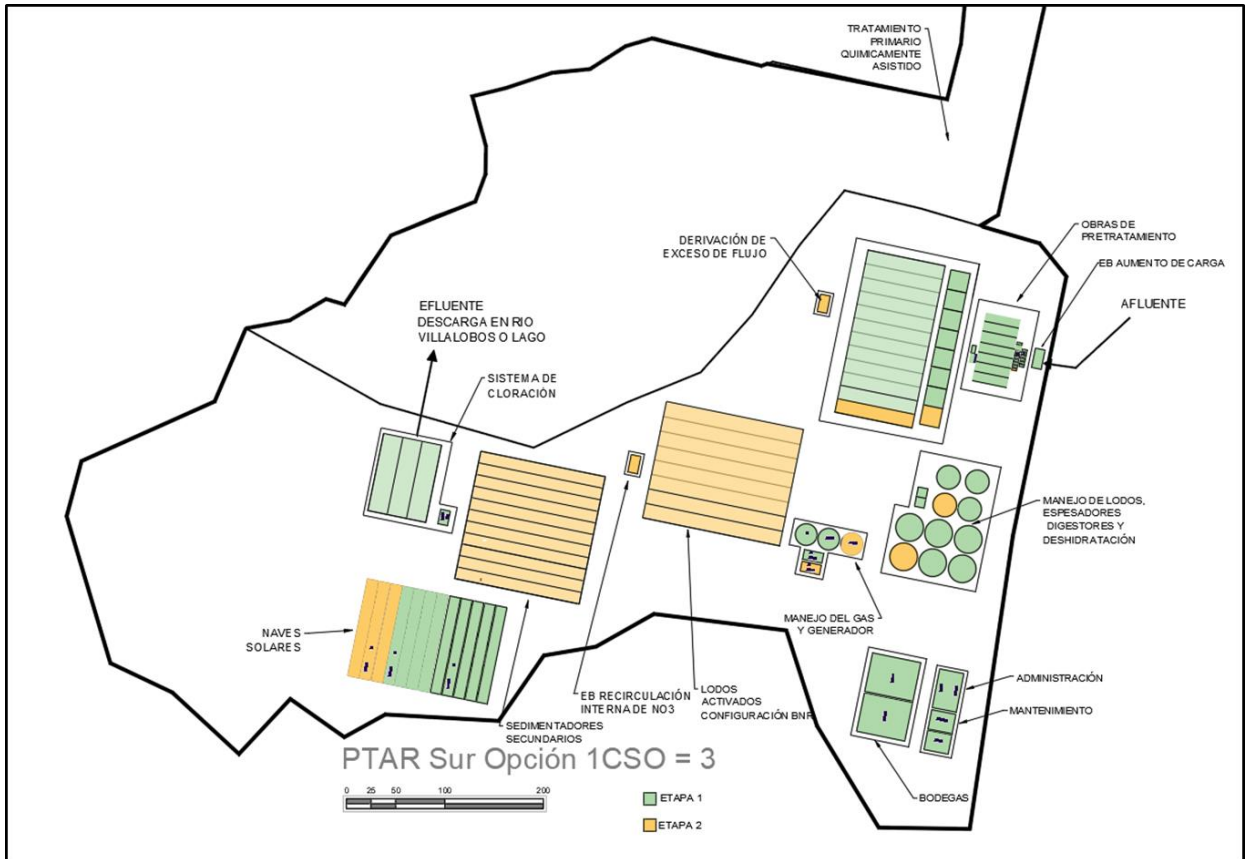 TRATAMIENTO
PRIMARIO
QUIMICAMENTE
ASISTIDO
OBRAS DE
PRETRATAMIENTO
DERIVACIÓN DE
EXCESO DE FLUJO
EB AUMENTO DE CARGA
AFLUENTE
EFLUENTE
DESCARGA EN RIO
VILLALOBOS O LAGO
SISTEMA DE
CLORACIÓN
MANEJO DE LODOS,
ESPESADORES
DIGESTORES Y
DESHIDRATACIÓN
MANEJO DEL GAS
Y GENERADOR
NAVES
SOLARES
EB RECIRCULACIÓN
INTERNA DE NO3
LODOS
ACTIVADOS
CONFIGURACIÓN BNR
SEDIMENTADORES
SECUNDARIOS
ADMINISTRACIÓN
MANTENIMIENTO
BODEGAS
PTAR Sur Opción 1CSO = 3
0 25 50 100 200
ETAPA 1
ETAPA 2